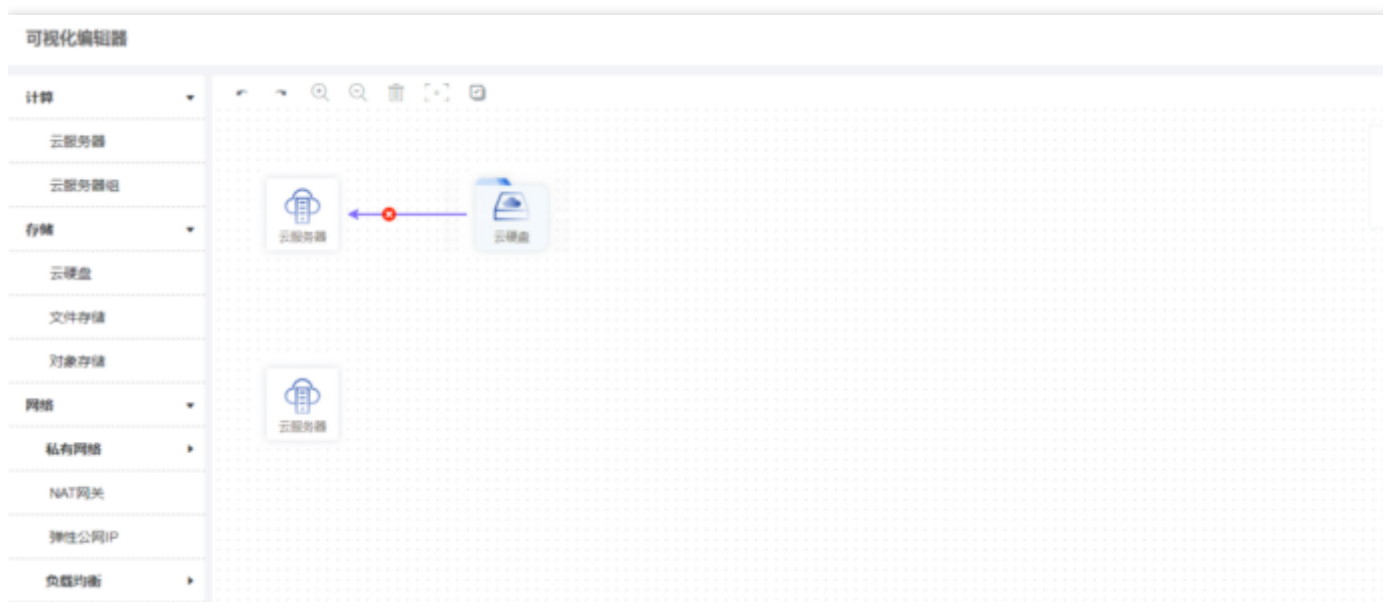 可视化编辑器
计算
云服务器
云服务器组
存储
云硬盘
文件存储
对象存储
网络
私有网络
NAT网关
弹性公网IP
负载均衡
云服务器
云硬盘
云服务器